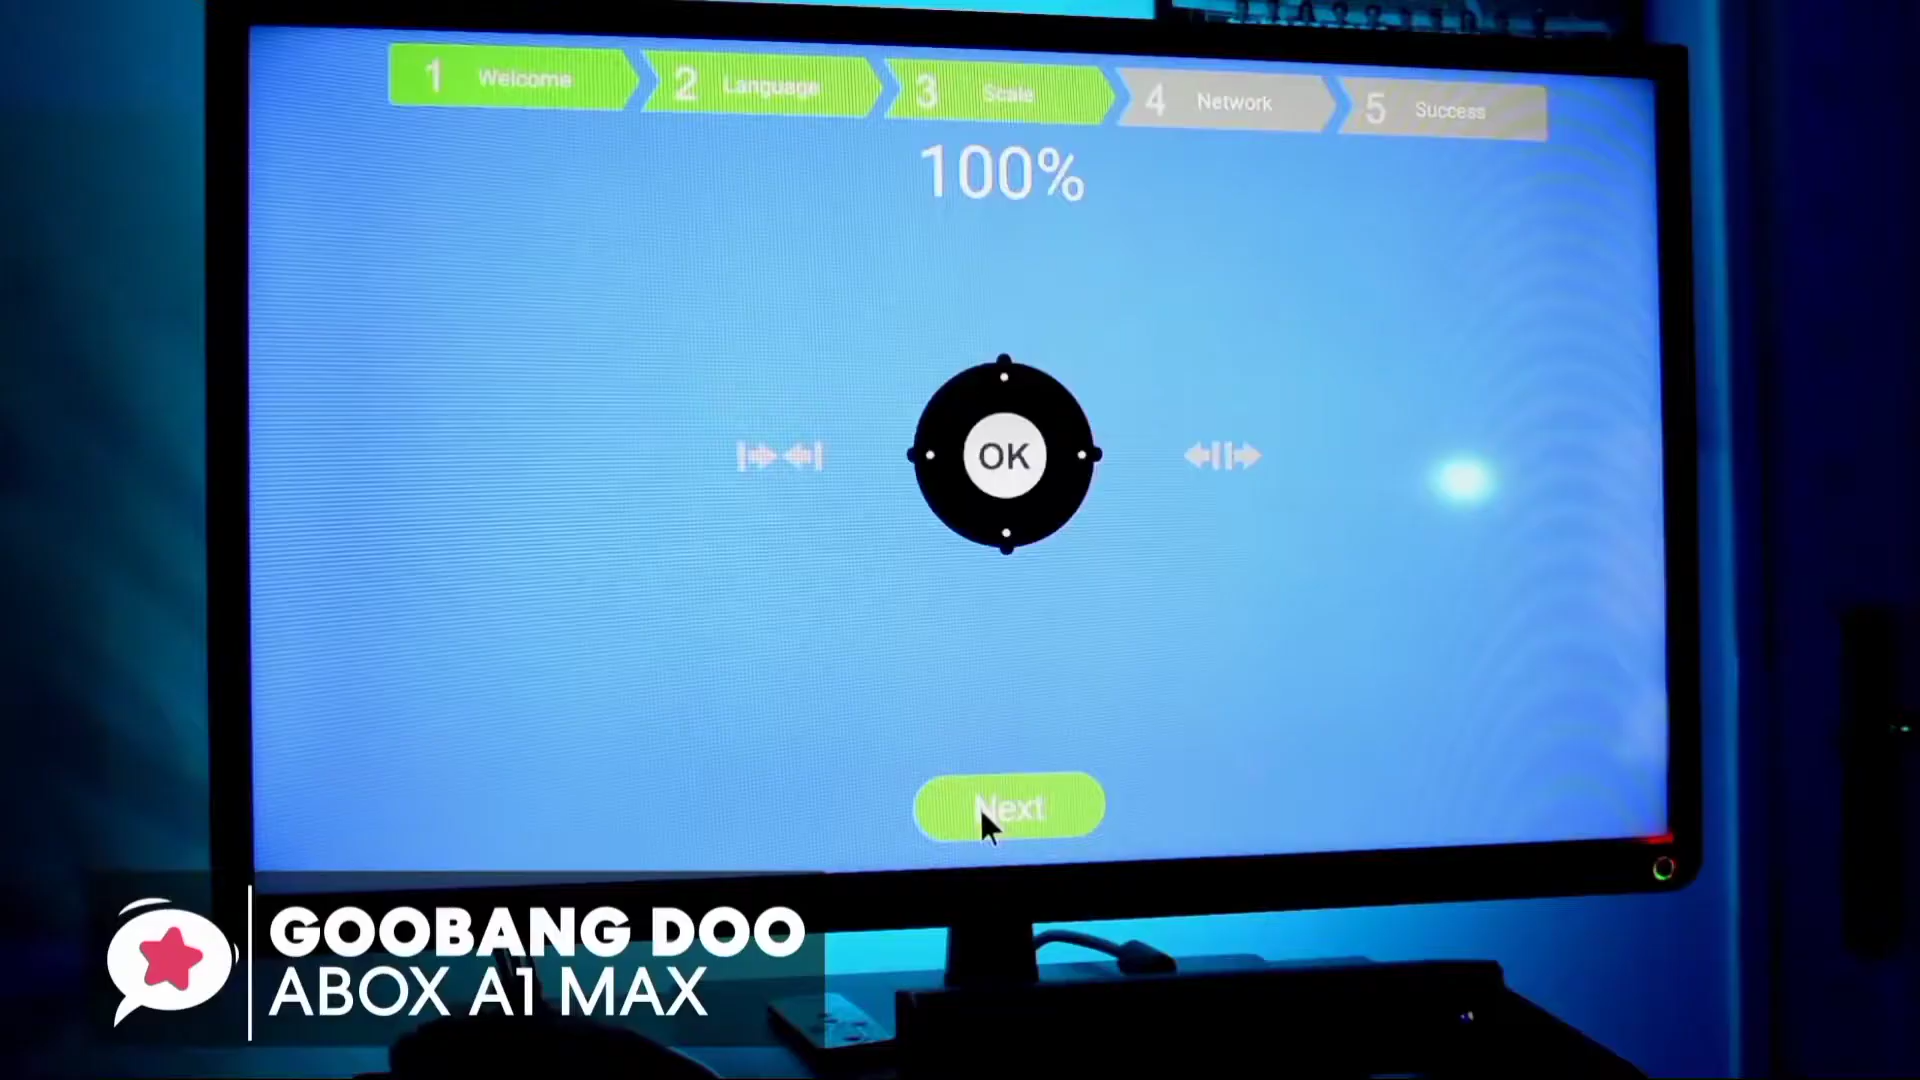 1 Welcome
2 Language
3 Scale
4 Network
5 Success
100%
OK
Next
GOOBANG DOO
ABOX A1 MAX